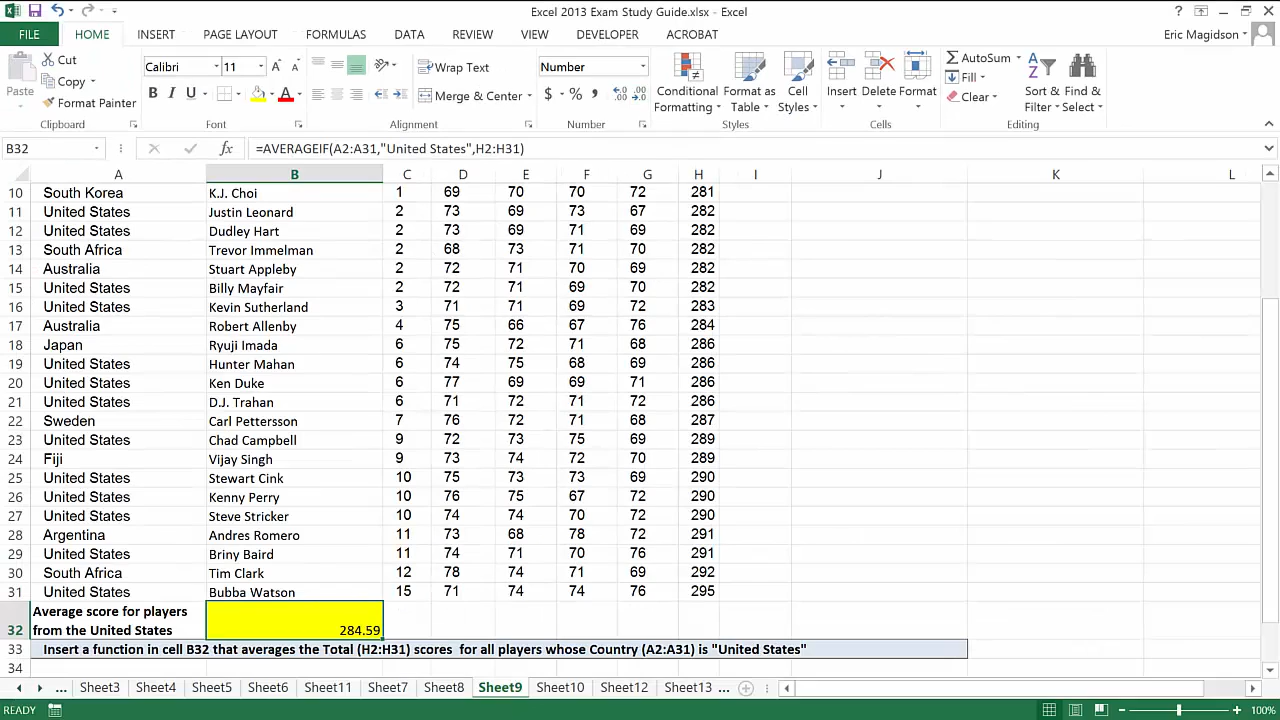 Excel 2013 Exam Study Guide.xlsx - Excel
FILE HOME INSERT PAGE LAYOUT FORMULAS DATA REVIEW VIEW DEVELOPER ACROBAT Eric Magidson
Paste
Cut
Copy
Format Painter
Clipboard
Calibri 11
B I U
Font
Wrap Text
Merge & Center
Alignment
Number
$ % ,
Number
Conditional Formatting
Format as Table
Cell Styles
Styles
Insert Delete Format
Cells
AutoSum
Fill
Clear
Sort & Filter
Find & Select
Editing
B32 fx =AVERAGEIF(A2:A31,"United States",H2:H31)
A B C D E F G H I J K L
10 South Korea K.J. Choi 1 69 70 70 72 281
11 United States Justin Leonard 2 73 69 73 67 282
12 United States Dudley Hart 2 73 69 71 69 282
13 South Africa Trevor Immelman 2 68 73 71 70 282
14 Australia Stuart Appleby 2 72 71 70 69 282
15 United States Billy Mayfair 2 72 71 69 70 282
16 United States Kevin Sutherland 3 71 71 69 72 283
17 Australia Robert Allenby 4 75 66 67 76 284
18 Japan Ryuji Imada 6 75 72 71 68 286
19 United States Hunter Mahan 6 74 75 68 69 286
20 United States Ken Duke 6 77 69 69 71 286
21 United States D.J. Trahan 6 71 72 71 72 286
22 Sweden Carl Pettersson 7 76 72 71 68 287
23 United States Chad Campbell 9 72 73 75 69 289
24 Fiji Vijay Singh 9 73 74 72 70 289
25 United States Stewart Cink 10 75 73 73 69 290
26 United States Kenny Perry 10 76 75 67 72 290
27 United States Steve Stricker 10 74 74 70 72 290
28 Argentina Andres Romero 11 73 68 78 72 291
29 United States Briny Baird 11 74 71 70 76 291
30 South Africa Tim Clark 12 78 74 71 69 292
31 United States Bubba Watson 15 71 74 74 76 295
Average score for players
32 from the United States 284.59
33 Insert a function in cell B32 that averages the Total (H2:H31) scores for all players whose Country (A2:A31) is "United States"
34
... Sheet3 Sheet4 Sheet5 Sheet6 Sheet11 Sheet7 Sheet8 Sheet9 Sheet10 Sheet12 Sheet13 ...
READY 100%